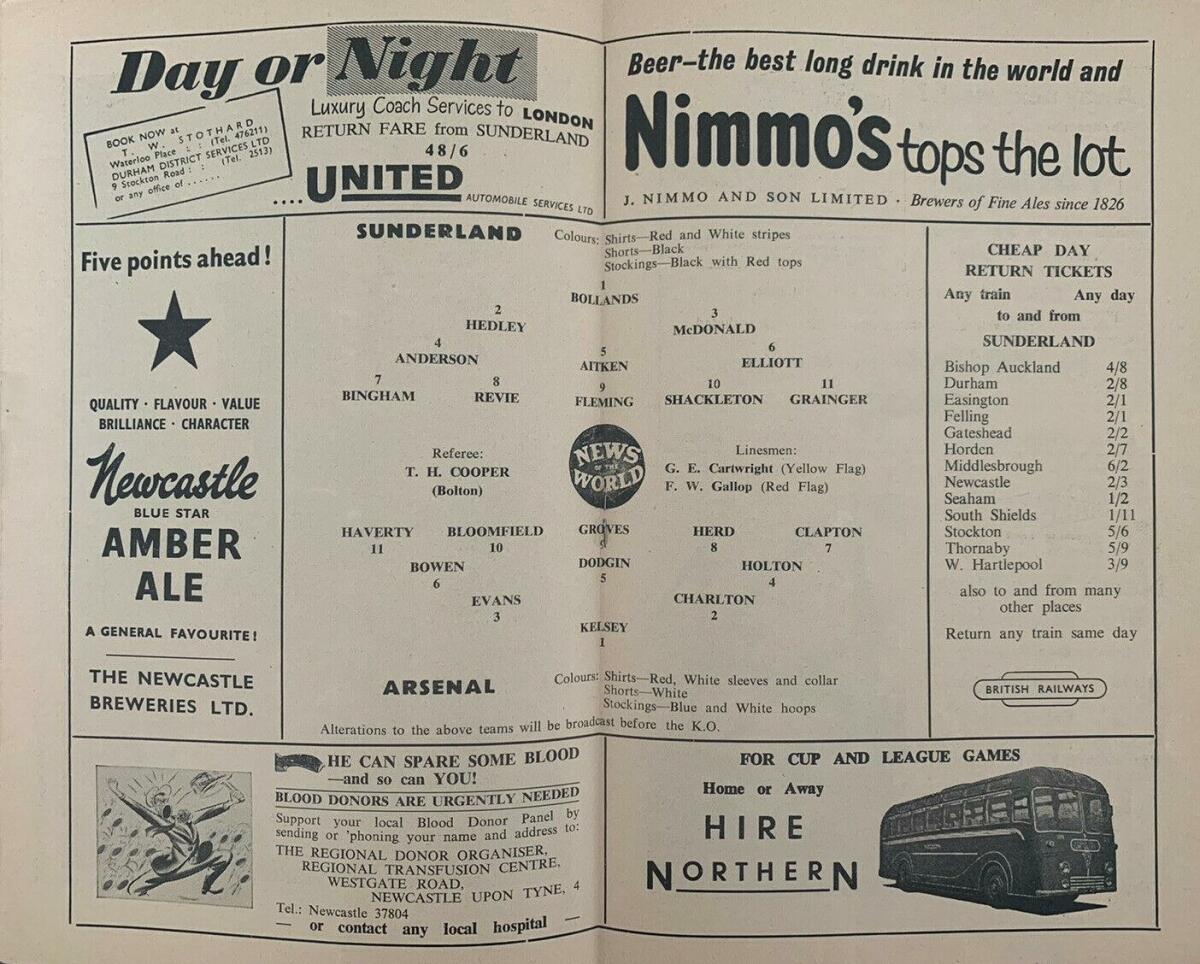 Day or Night
Luxury Coach Services to LONDON
RETURN FARE from SUNDERLAND
48/6
.... UNITED
AUTOMOBILE SERVICES LTD
BOOK NOW at
T. W. STOTHARD
Waterloo Place : : (Tel. 476211)
DURHAM DISTRICT SERVICES LTD
9 Stockton Road : : (Tel. 2513)
or any office of ......
Beer—the best long drink in the world and
Nimmo's tops the lot
J. NIMMO AND SON LIMITED · Brewers of Fine Ales since 1826
Five points ahead!
QUALITY · FLAVOUR · VALUE
BRILLIANCE · CHARACTER
Newcastle
BLUE STAR
AMBER
ALE
A GENERAL FAVOURITE!
THE NEWCASTLE
BREWERIES LTD.
SUNDERLAND
Colours: Shirts—Red and White stripes
Shorts—Black
Stockings—Black with Red tops
1
BOLLANDS
2 3
HEDLEY McDONALD
4 5 6
ANDERSON AITKEN ELLIOTT
7 8 9 10 11
BINGHAM REVIE FLEMING SHACKLETON GRAINGER
Referee:
T. H. COOPER
(Bolton)
NEWS
OF THE
WORLD
Linesmen:
G. E. Cartwright (Yellow Flag)
F. W. Gallop (Red Flag)
HAVERTY BLOOMFIELD GROVES HERD CLAPTON
11 10 9 8 7
BOWEN DODGIN HOLTON
6 5 4
EVANS CHARLTON
3 2
KELSEY
1
ARSENAL
Colours: Shirts—Red, White sleeves and collar
Shorts—White
Stockings—Blue and White hoops
Alterations to the above teams will be broadcast before the K.O.
CHEAP DAY
RETURN TICKETS
Any train Any day
to and from
SUNDERLAND
Bishop Auckland 4/8
Durham 2/8
Easington 2/1
Felling 2/1
Gateshead 2/2
Horden 2/7
Middlesbrough 6/2
Newcastle 2/3
Seaham 1/2
South Shields 1/11
Stockton 5/6
Thornaby 5/9
W. Hartlepool 3/9
also to and from many
other places
Return any train same day
BRITISH RAILWAYS
HE CAN SPARE SOME BLOOD
—and so can YOU!
BLOOD DONORS ARE URGENTLY NEEDED
Support your local Blood Donor Panel by
sending or 'phoning your name and address to:
THE REGIONAL DONOR ORGANISER,
REGIONAL TRANSFUSION CENTRE,
WESTGATE ROAD,
NEWCASTLE UPON TYNE, 4
Tel.: Newcastle 37804
— or contact any local hospital —
FOR CUP AND LEAGUE GAMES
Home or Away
HIRE
NORTHERN